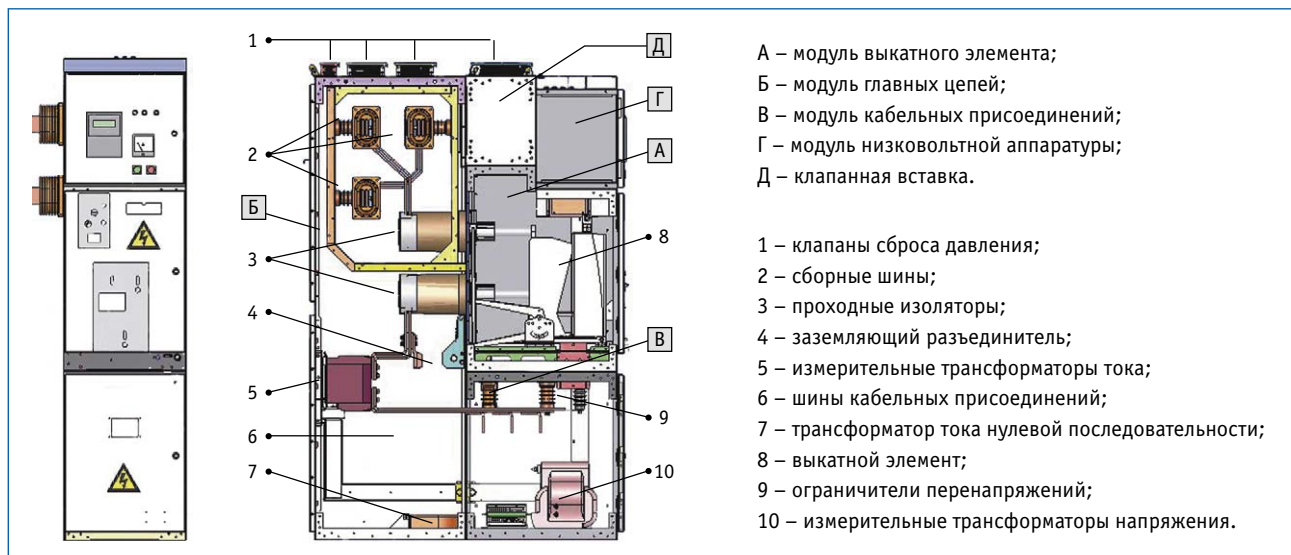 1
Д
Г
А
2
Б
3
8
4
В
5
9
6
7
10
А – модуль выкатного элемента;
Б – модуль главных цепей;
В – модуль кабельных присоединений;
Г – модуль низковольтной аппаратуры;
Д – клапанная вставка.
1 – клапаны сброса давления;
2 – сборные шины;
3 – проходные изоляторы;
4 – заземляющий разъединитель;
5 – измерительные трансформаторы тока;
6 – шины кабельных присоединений;
7 – трансформатор тока нулевой последовательности;
8 – выкатной элемент;
9 – ограничители перенапряжений;
10 – измерительные трансформаторы напряжения.